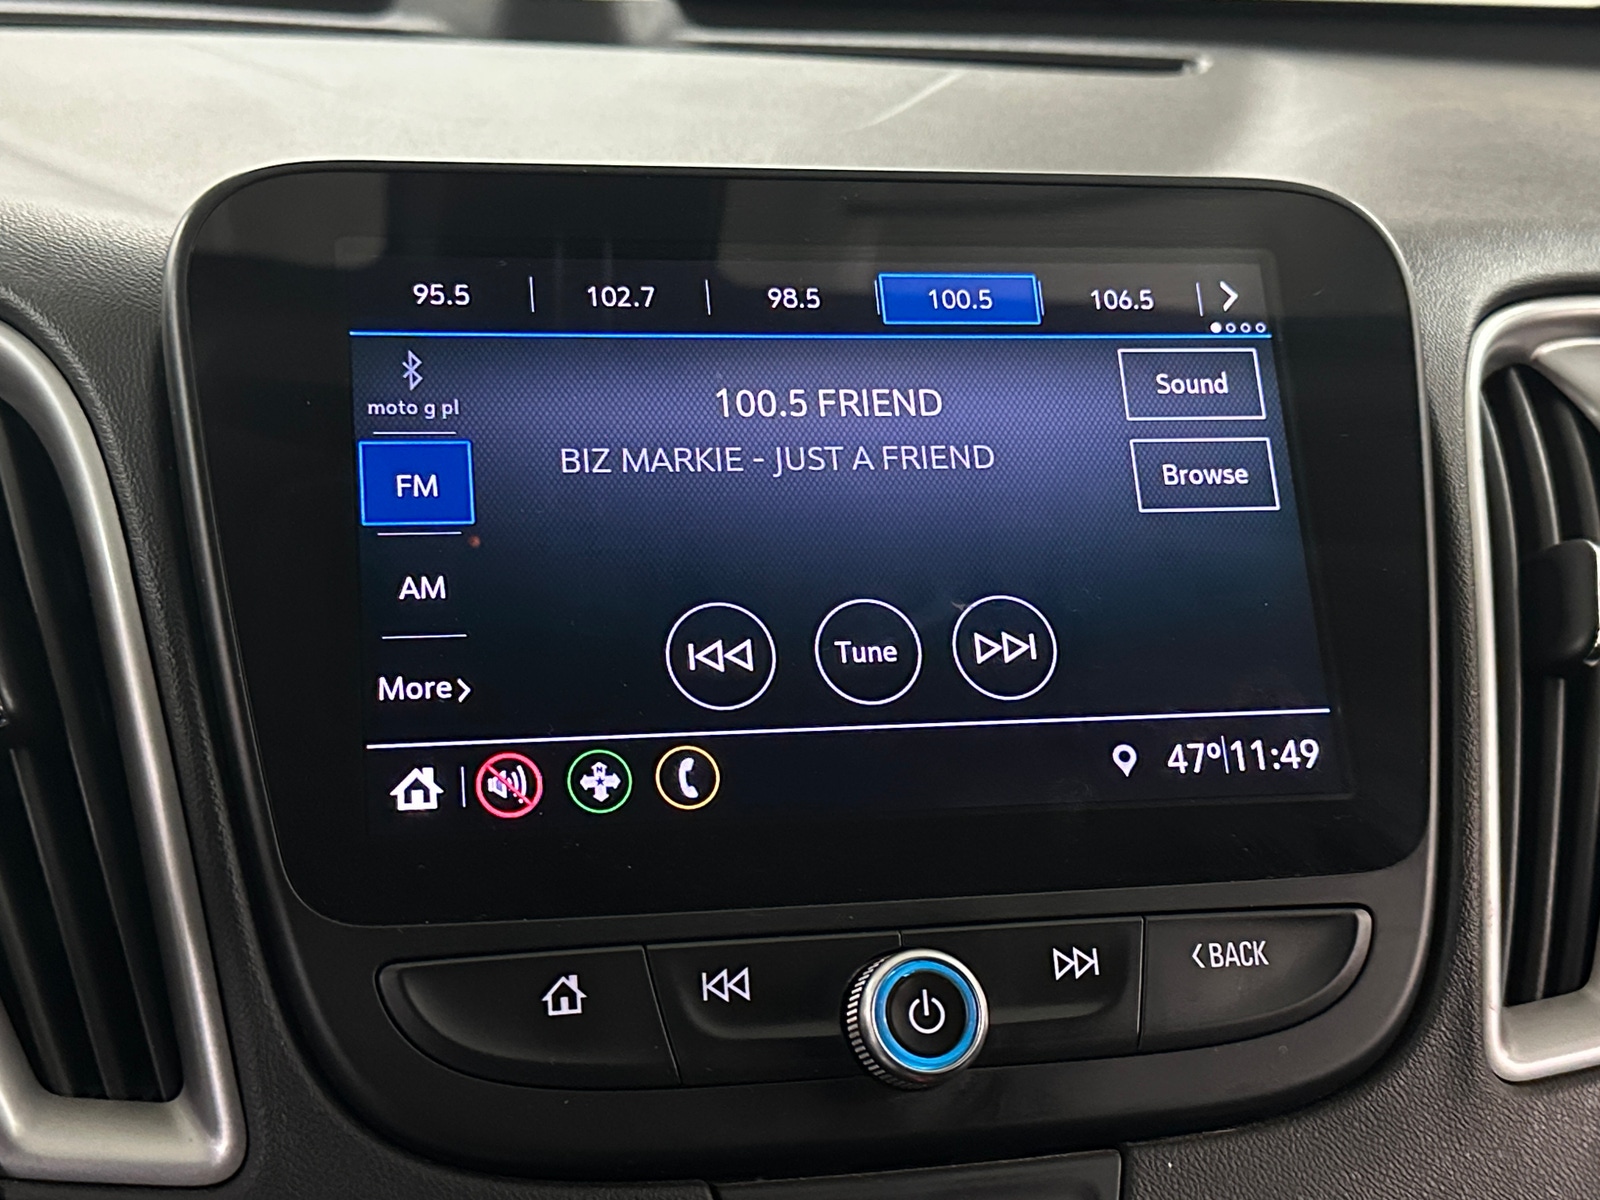 95.5 | 102.7 | 98.5 | 100.5 | 106.5
moto g pl
100.5 FRIEND
Sound
BIZ MARKIE - JUST A FRIEND
Browse
FM
AM
Tune
More
N
47°|11:49
BACK